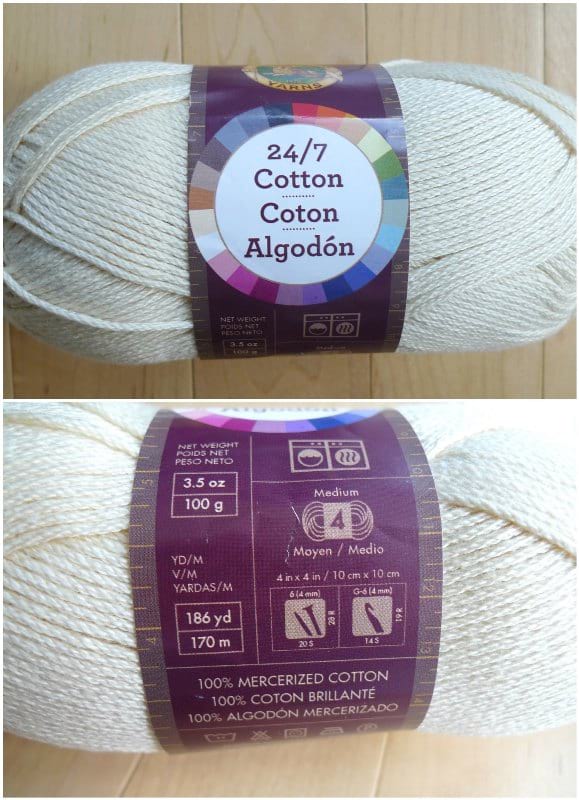 YARNS
24/7
Cotton
Coton
Algodón
NET WEIGHT
POIDS NET
PESO NETO
3.5 oz
100 g
Algodón
NET WEIGHT
POIDS NET
PESO NETO
3.5 oz
100 g
Medium
4
Moyen / Medio
YD/M
V/M
YARDAS/M
186 yd
170 m
4 in x 4 in / 10 cm x 10 cm
6 (4 mm)
28 R
20 S
G-6 (4 mm)
19 R
14 S
100% MERCERIZED COTTON
100% COTON BRILLANTÉ
100% ALGODÓN MERCERIZADO